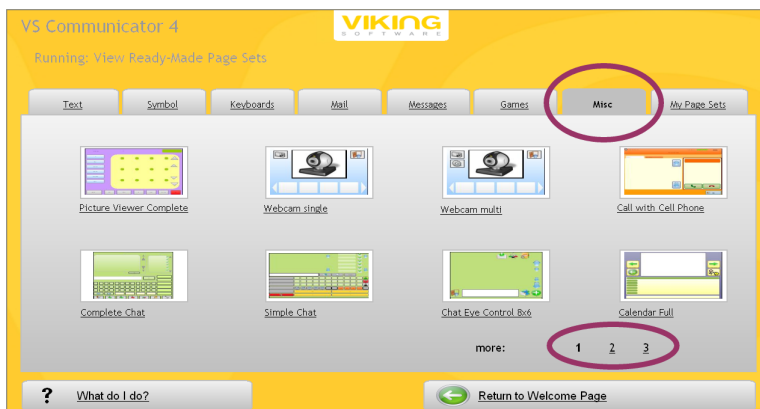 VS Communicator 4
VIKING
SOFTWARE
Running: View Ready-Made Page Sets
Text Symbol Keyboards Mail Messages Games Misc My Page Sets
Picture Viewer Complete Webcam single Webcam multi Call with Cell Phone
Complete Chat Simple Chat Chat Eye Control 8x6 Calendar Full
more: 1 2 3
? What do I do? Return to Welcome Page